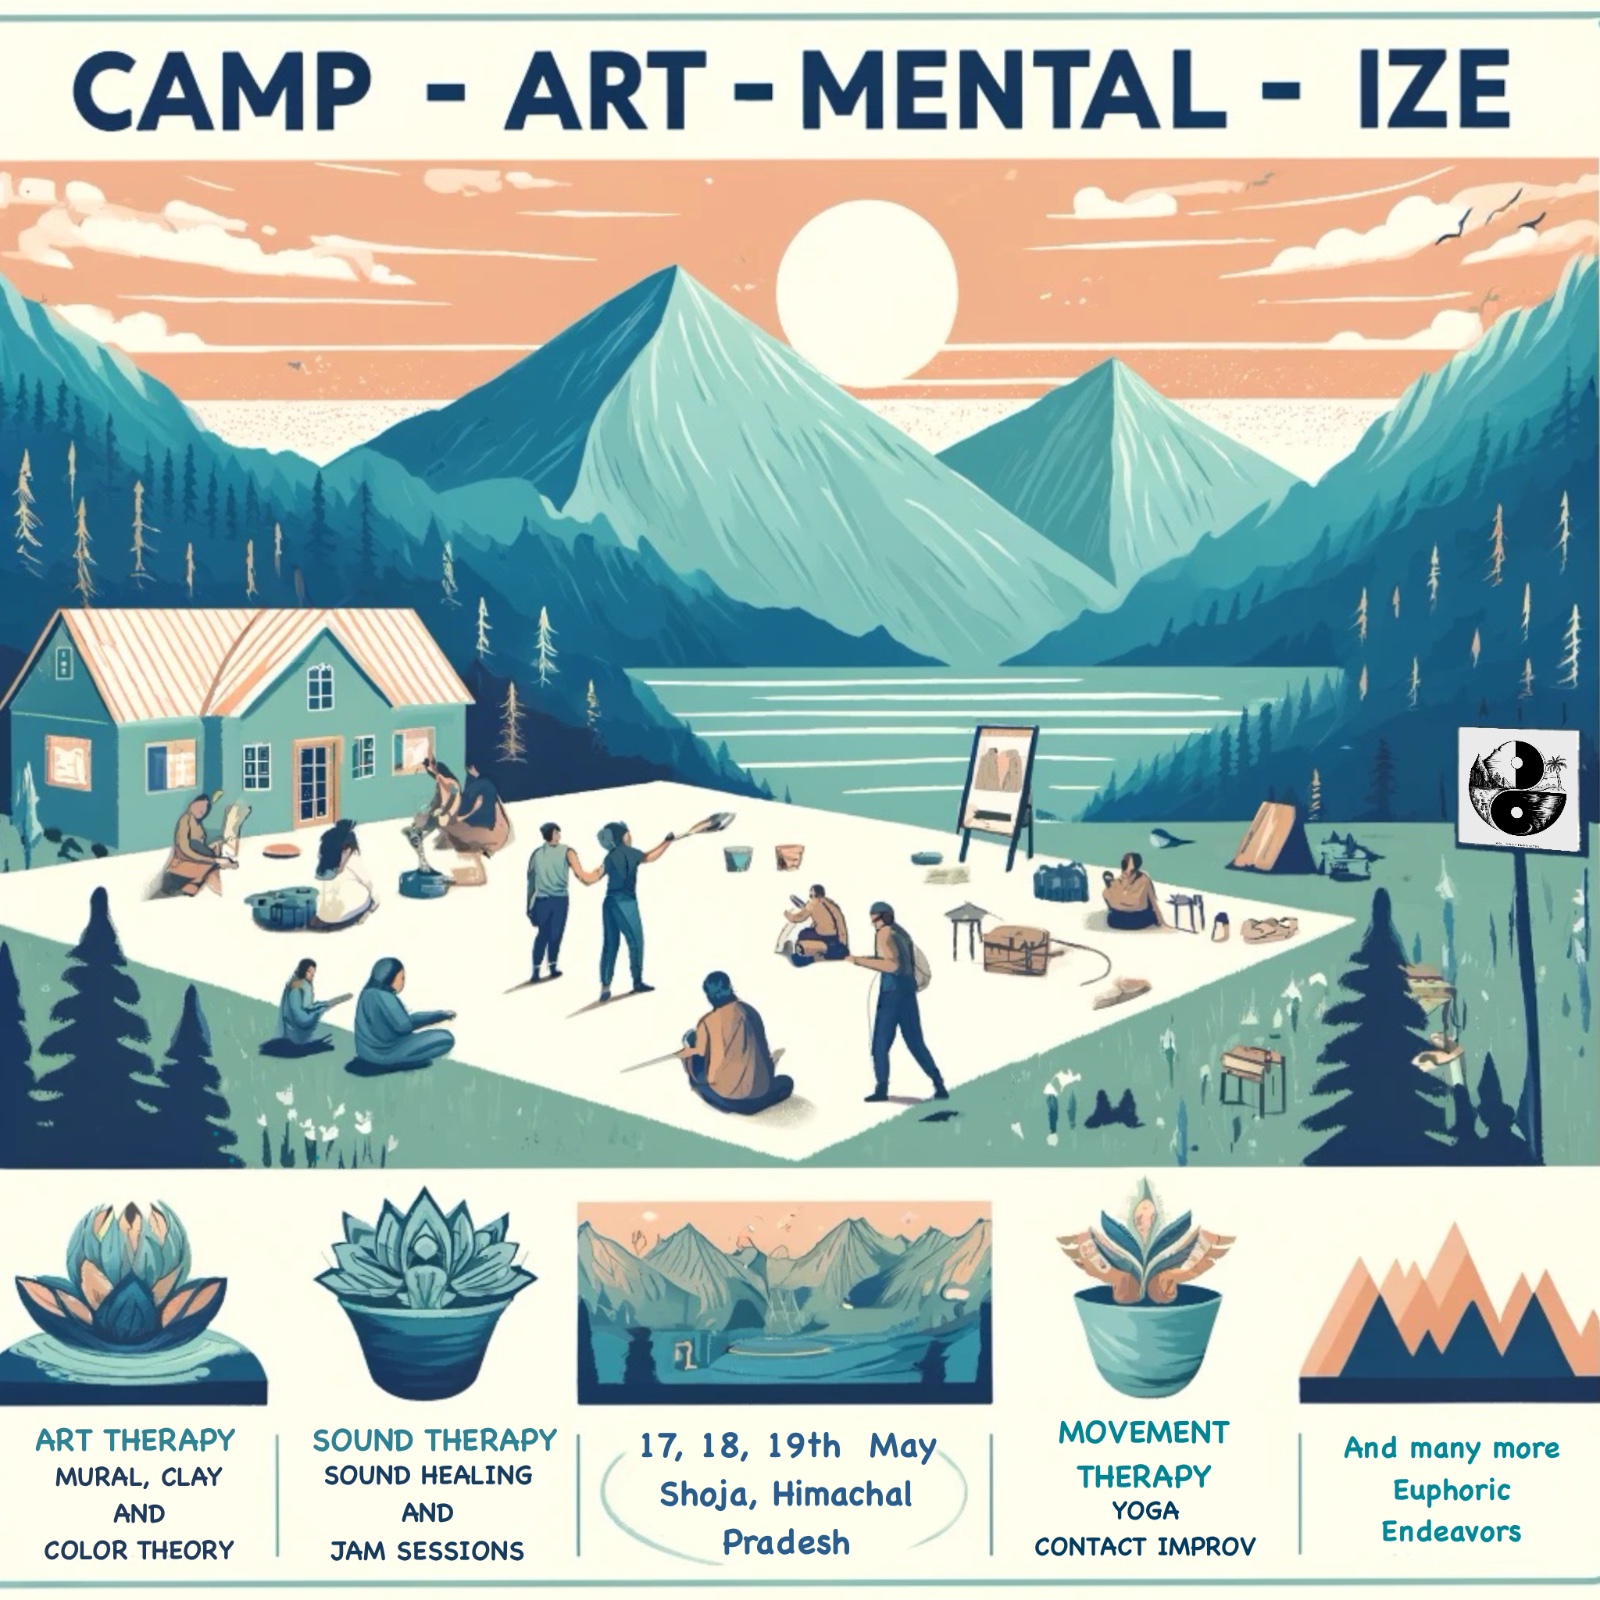 CAMP - ART - MENTAL - IZE
ART THERAPY
MURAL, CLAY
AND
COLOR THEORY
SOUND THERAPY
SOUND HEALING
AND
JAM SESSIONS
17, 18, 19th May
Shoja, Himachal
Pradesh
MOVEMENT
THERAPY
YOGA
CONTACT IMPROV
And many more
Euphoric
Endeavors